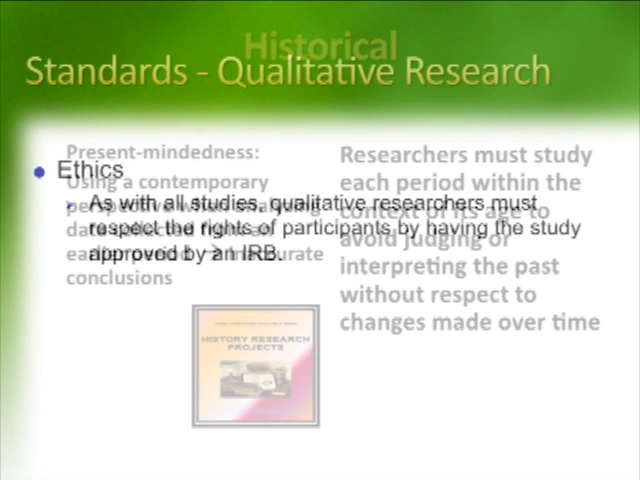 Historical
Standards - Qualitative Research
Present-mindedness:
Ethics
Using a contemporary
As with all studies, qualitative researchers must
respect the rights of participants by having the study
approved by an IRB.
conclusions
Researchers must study
each period within the
context of its age to
avoid judging or
interpreting the past
without respect to
changes made over time
HISTORY RESEARCH
PROJECTS